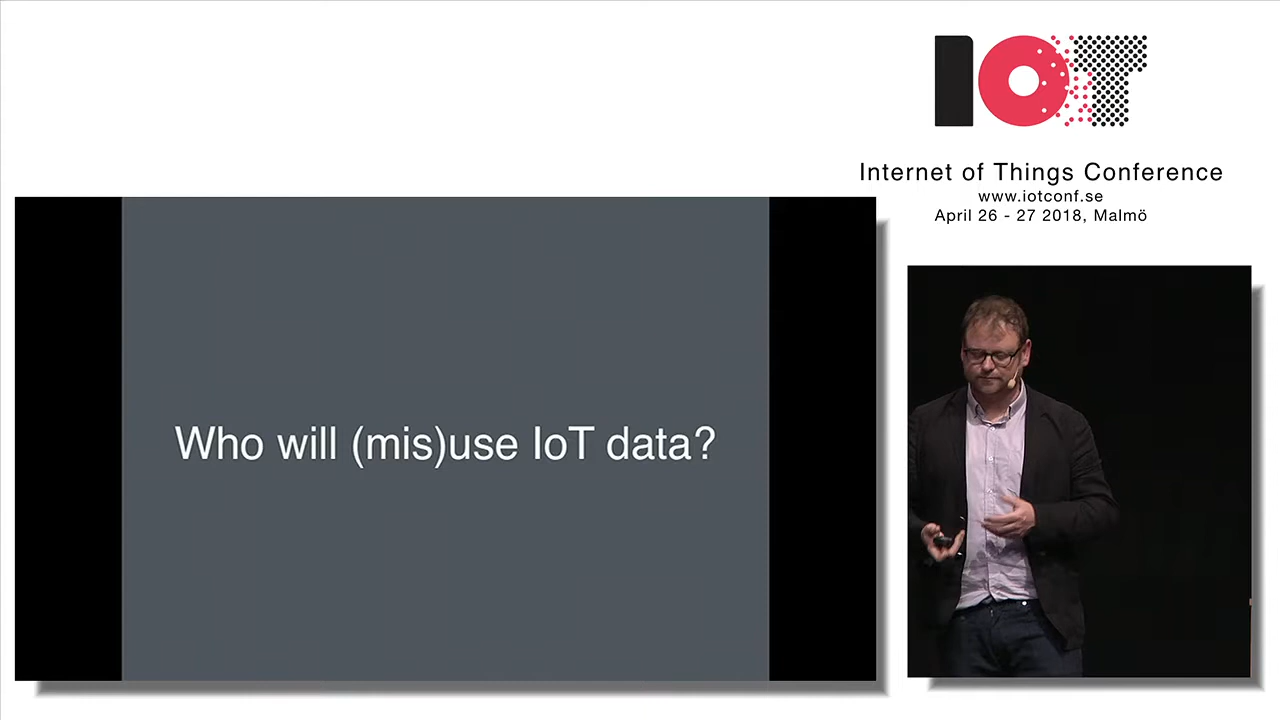 IOT
Internet of Things Conference
www.iotconf.se
April 26 - 27 2018, Malmö
Who will (mis)use IoT data?